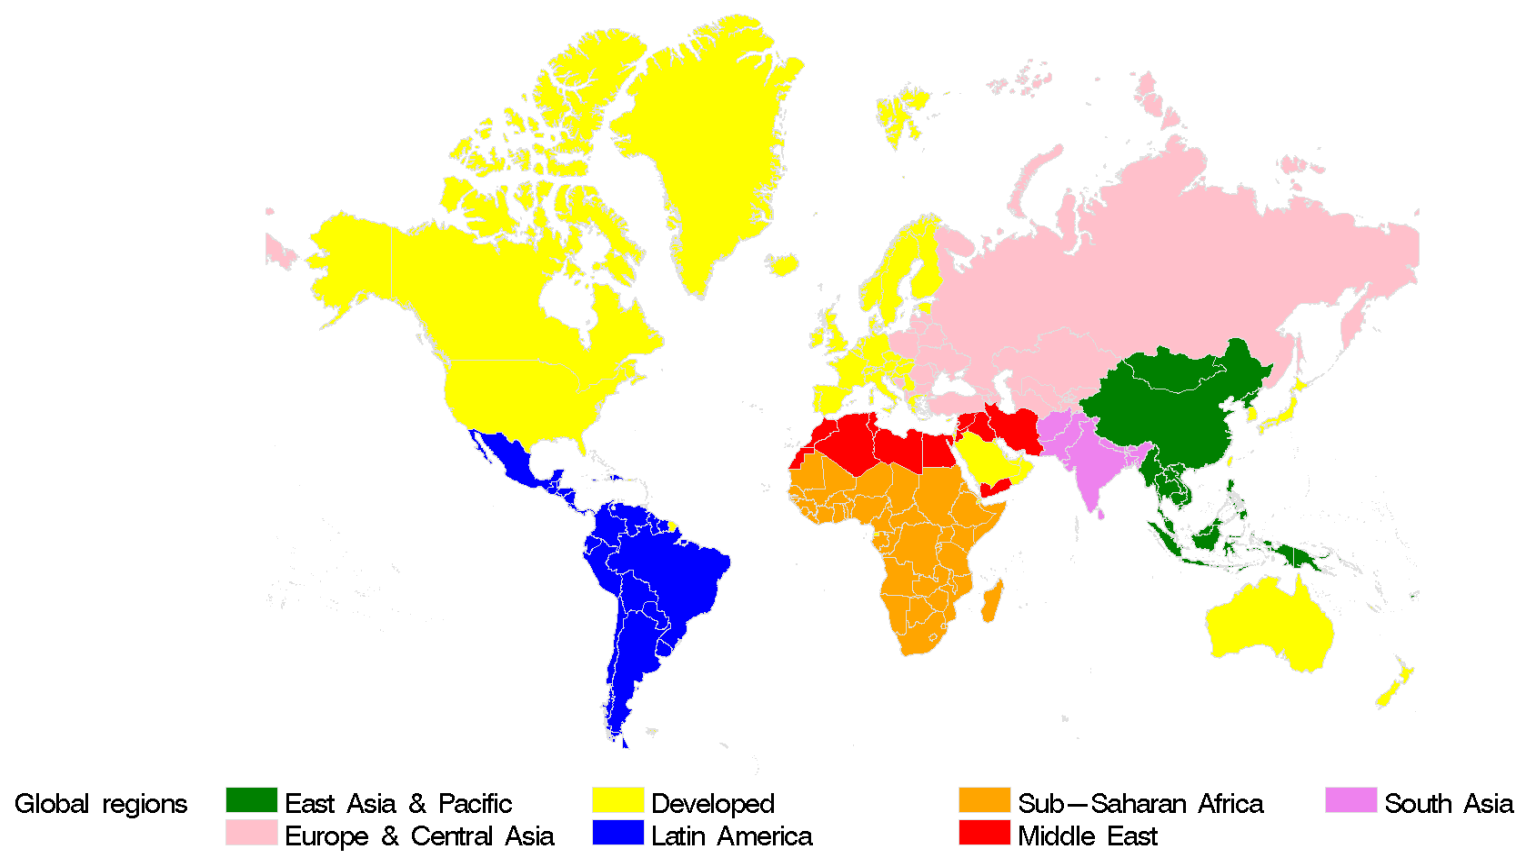 Global regions East Asia & Pacific Developed Sub-Saharan Africa South Asia
Europe & Central Asia Latin America Middle East